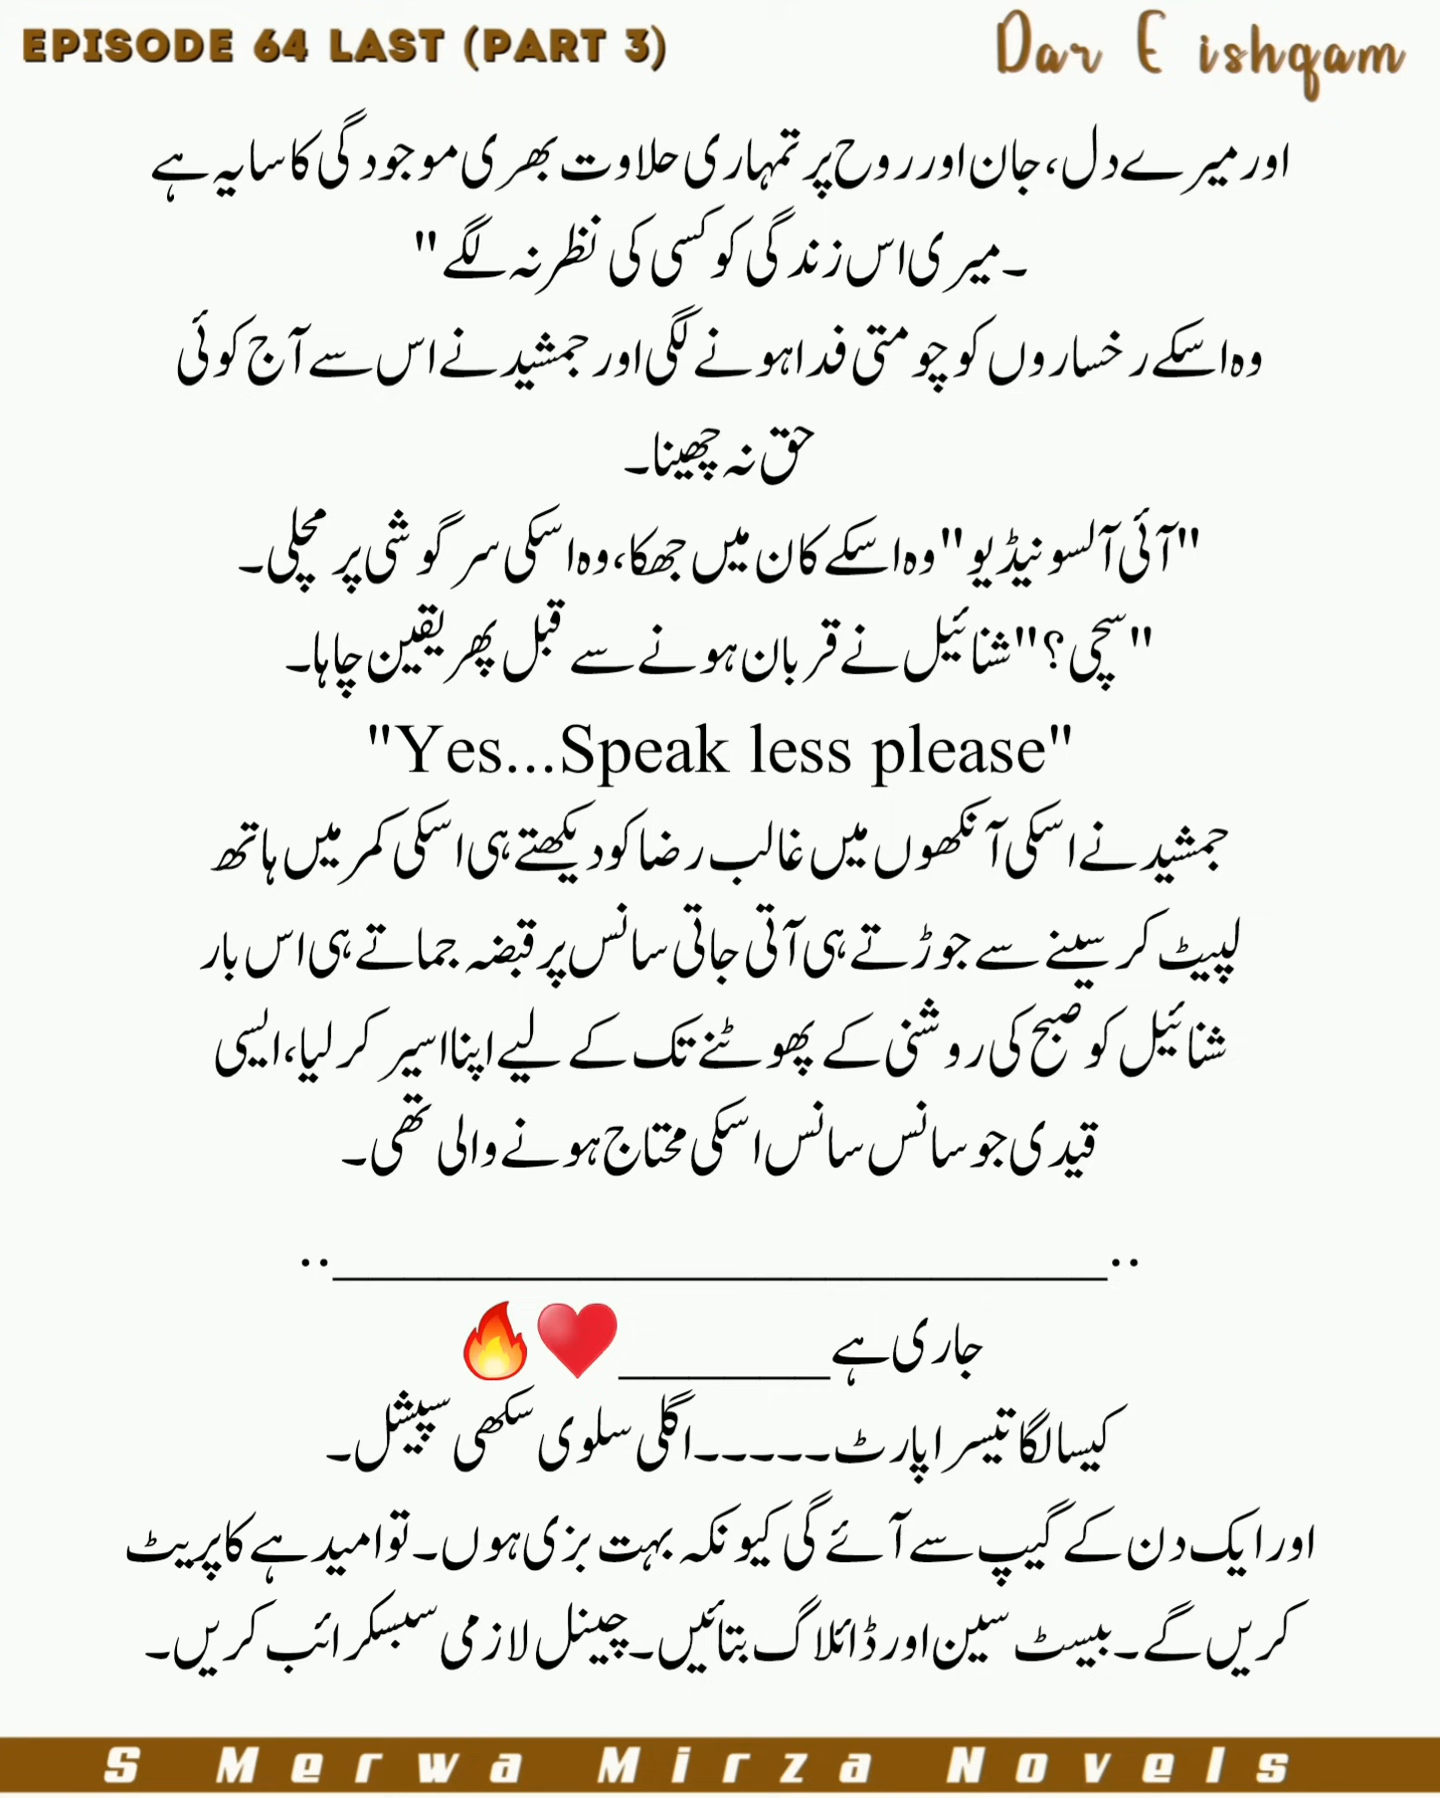 EPISODE 64 LAST (PART 3)
Dar E ishqam
اور میرے دل، جان اور روح پر تمہاری حلاوت بھری موجودگی کا سایہ ہے
۔میری اس زندگی کو کسی کی نظر نہ لگے"
وہ اسکے رخساروں کو چومتی فدا ہونے لگی اور جمشید نے اس سے آج کوئی
حق نہ چھینا۔
"آئی آلسو نیڈ یو" وہ اسکے کان میں جھکا، وہ اسکی سرگوشی پر مچلی۔
"سچی؟" شنائیل نے قربان ہونے سے قبل پھر یقین چاہا۔
"Yes...Speak less please"
جمشید نے اسکی آنکھوں میں غالب رضا کو دیکھتے ہی اسکی کمر میں ہاتھ
لپیٹ کر سینے سے جوڑتے ہی آتی جاتی سانس پر قبضہ جماتے ہی اس بار
شنائیل کو صبح کی روشنی کے پھوٹنے تک کے لیے اپنا اسیر کر لیا، ایسی
قیدی جو سانس سانس اسکی محتاج ہونے والی تھی۔
..______________________..
جاری ہے______❤️🔥
کیسا لگا تیسرا پارٹ۔۔۔۔۔اگلی سلوی سکھی سپیشل۔
اور ایک دن کے گیپ سے آئے گی کیونکہ بہت بزی ہوں۔ تو امید ہے کاپریٹ
کریں گے۔ بیسٹ سین اور ڈائلاگ بتائیں۔ چینل لازمی سبسکرائب کریں۔
S Merwa Mirza Novels